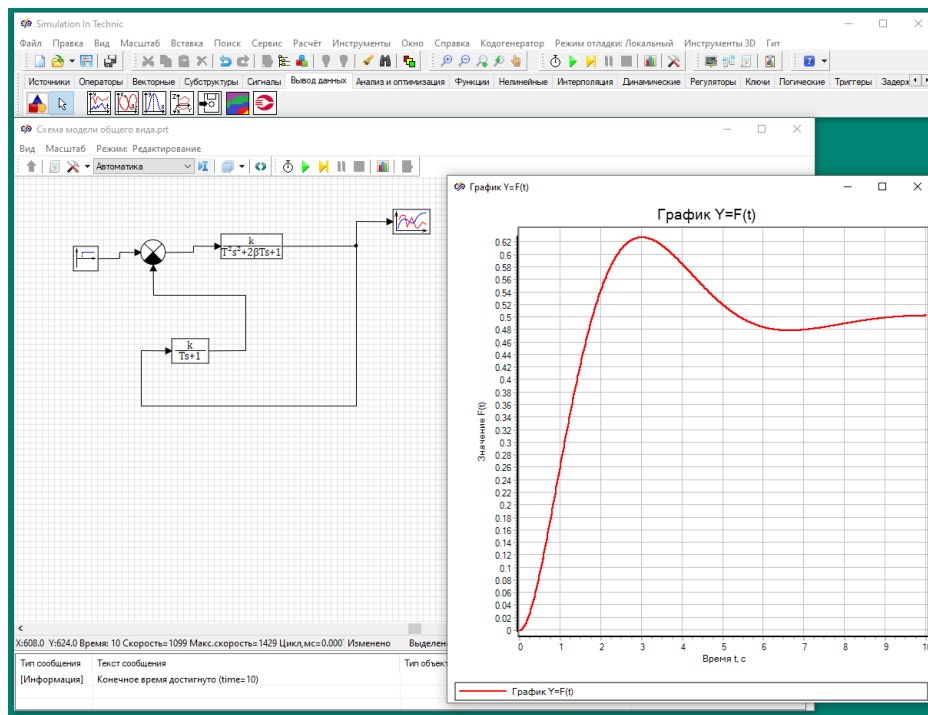 Simulation In Technic
Файл Правка Вид Масштаб Вставка Поиск Сервис Расчёт Инструменты Окно Справка Кодогенератор Режим отладки: Локальный Инструменты 3D Гит
Источники Операторы Векторные Субструктуры Сигналы Вывод данных Анализ и оптимизация Функции Нелинейные Интерполяция Динамические Регуляторы Ключи Логические Триггеры
Схема модели общего вида.prt
Вид Масштаб Режим: Редактирование
Автоматика
k
T²s²+2βTs+1
k
Ts+1
X:608.0 Y:624.0 Время: 10 Скорость=1099 Макс.скорость=1429 Цикл,мс=0.000 Изменено
Тип сообщения Текст сообщения
[Информация] Конечное время достигнуто (time=10)
График Y=F(t)
График Y=F(t)
Значение F(t)
0.62
0.6
0.58
0.56
0.54
0.52
0.5
0.48
0.46
0.44
0.42
0.4
0.38
0.36
0.34
0.32
0.3
0.28
0.26
0.24
0.22
0.2
0.18
0.16
0.14
0.12
0.1
0.08
0.06
0.04
0.02
0
0 1 2 3 4 5 6 7 8 9 10
Время t, с
График Y=F(t)